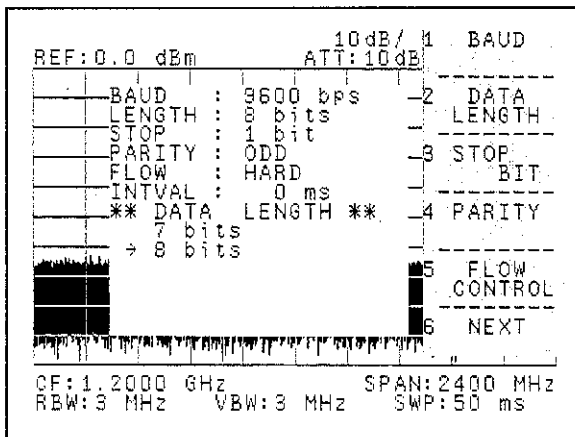 10dB/
REF:0.0 dBm ATT:10dB
BAUD : 9600 bps
LENGTH : 8 bits
STOP : 1 bit
PARITY : ODD
FLOW : HARD
INTVAL : 0 ms
** DATA LENGTH **
7 bits
→ 8 bits
CF:1.2000 GHz SPAN:2400 MHz
RBW:3 MHz VBW:3 MHz SWP:50 ms
1 BAUD
2 DATA
LENGTH
3 STOP
BIT
4 PARITY
5 FLOW
CONTROL
6 NEXT